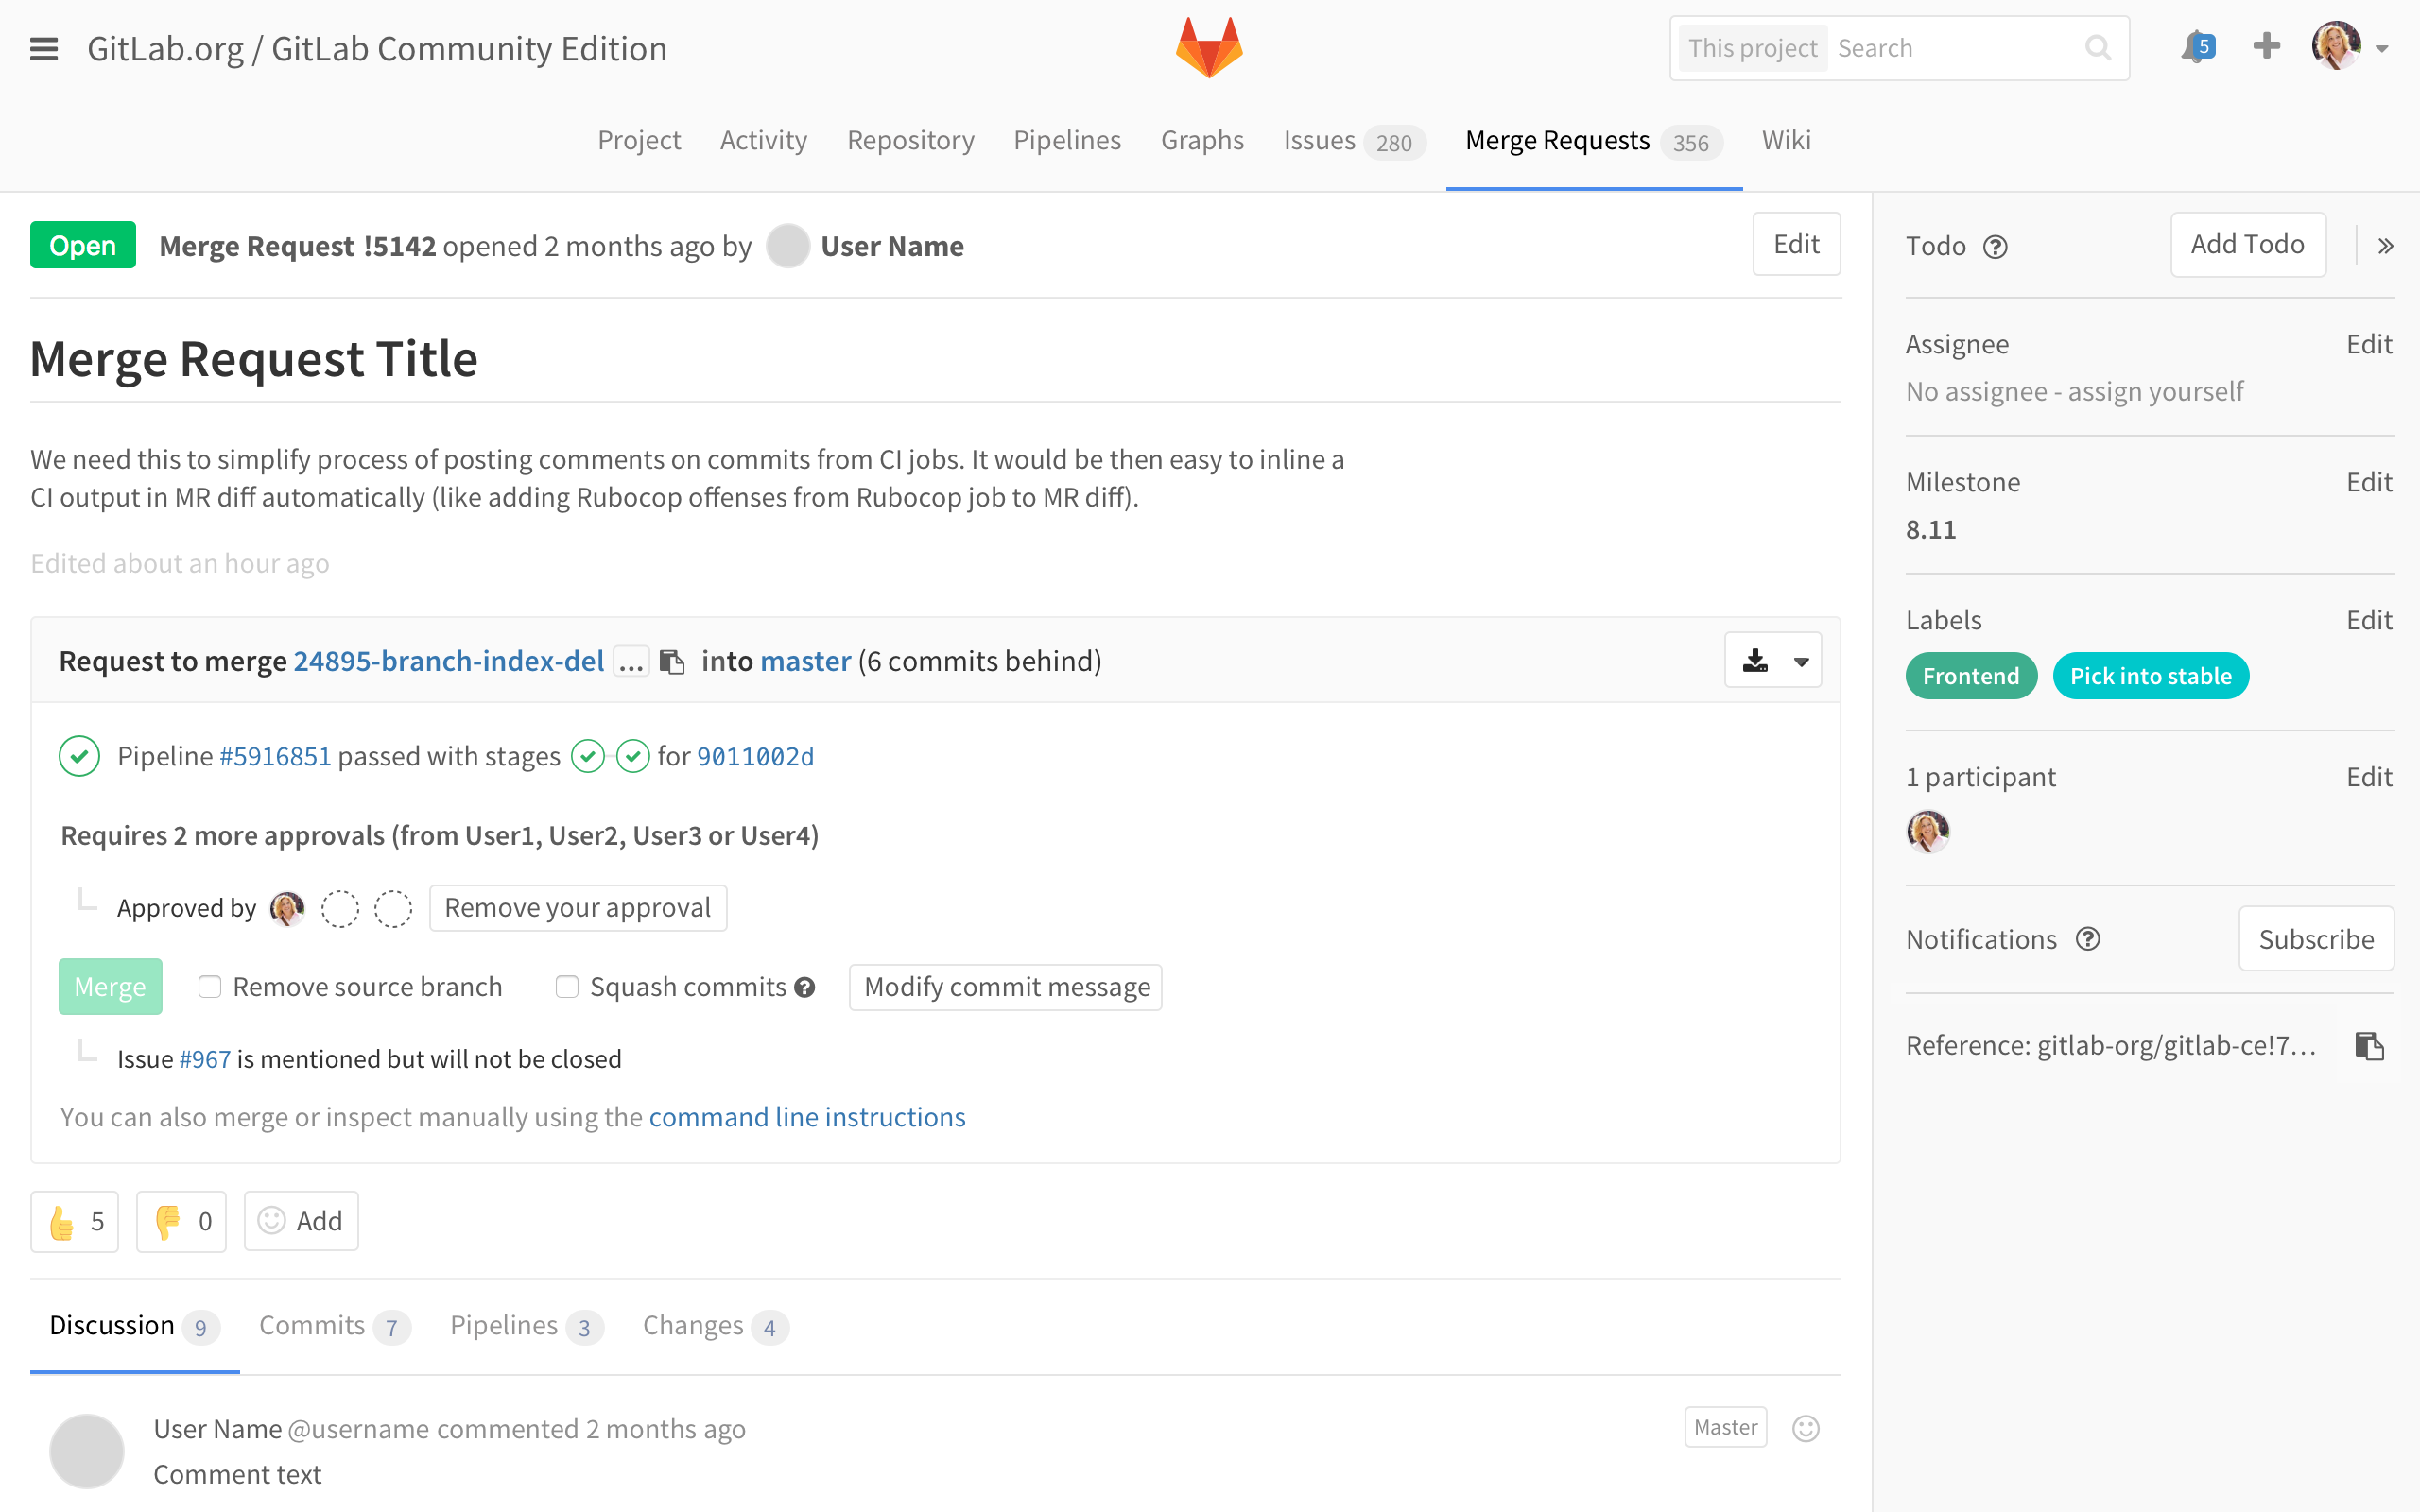 GitLab.org / GitLab Community Edition
This project Search
5
Project Activity Repository Pipelines Graphs Issues 280 Merge Requests 356 Wiki
Open Merge Request !5142 opened 2 months ago by User Name Edit
Merge Request Title
We need this to simplify process of posting comments on commits from CI jobs. It would be then easy to inline a
CI output in MR diff automatically (like adding Rubocop offenses from Rubocop job to MR diff).
Edited about an hour ago
Request to merge 24895-branch-index-del ... into master (6 commits behind)
Pipeline #5916851 passed with stages for 9011002d
Requires 2 more approvals (from User1, User2, User3 or User4)
Approved by Remove your approval
Merge Remove source branch Squash commits ? Modify commit message
Issue #967 is mentioned but will not be closed
You can also merge or inspect manually using the command line instructions
5 0 Add
Discussion 9 Commits 7 Pipelines 3 Changes 4
User Name @username commented 2 months ago Master
Comment text
Todo ? Add Todo »
Assignee Edit
No assignee - assign yourself
Milestone Edit
8.11
Labels Edit
Frontend Pick into stable
1 participant Edit
Notifications ? Subscribe
Reference: gitlab-org/gitlab-ce!7...